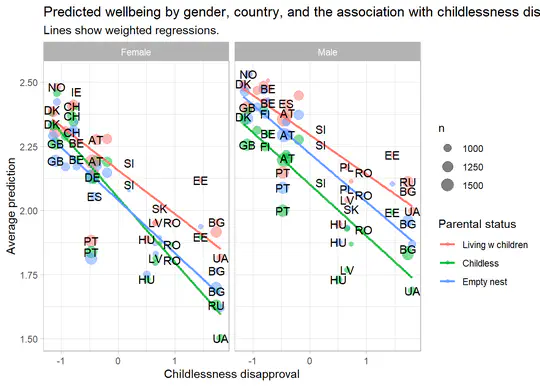 Predicted wellbeing by gender, country, and the association with childlessness dis
Lines show weighted regressions.
Female
Male
2.50
2.25
2.00
1.75
1.50
Average prediction
NO
IE
DK
CH
DK
CH
GB
BE
AT
GB
BE
AT
DE
ES
SI
SI
EE
SK
LV
RO
BG
HU
RO
EE
PT
PT
LV
RO
UA
HU
BG
RU
UA
NO
DK
BE
GB
BE
ES
DK
AT
GB
FI
AT
SI
SI
EE
PT
PL
RO
RU
BG
PT
PL
RO
LV
SK
PT
EE
UA
HU
RO
HU
BG
LV
HU
UA
-1
0
1
-1
0
1
Childlessness disapproval
n
1000
1250
1500
Parental status
Living w children
Childless
Empty nest